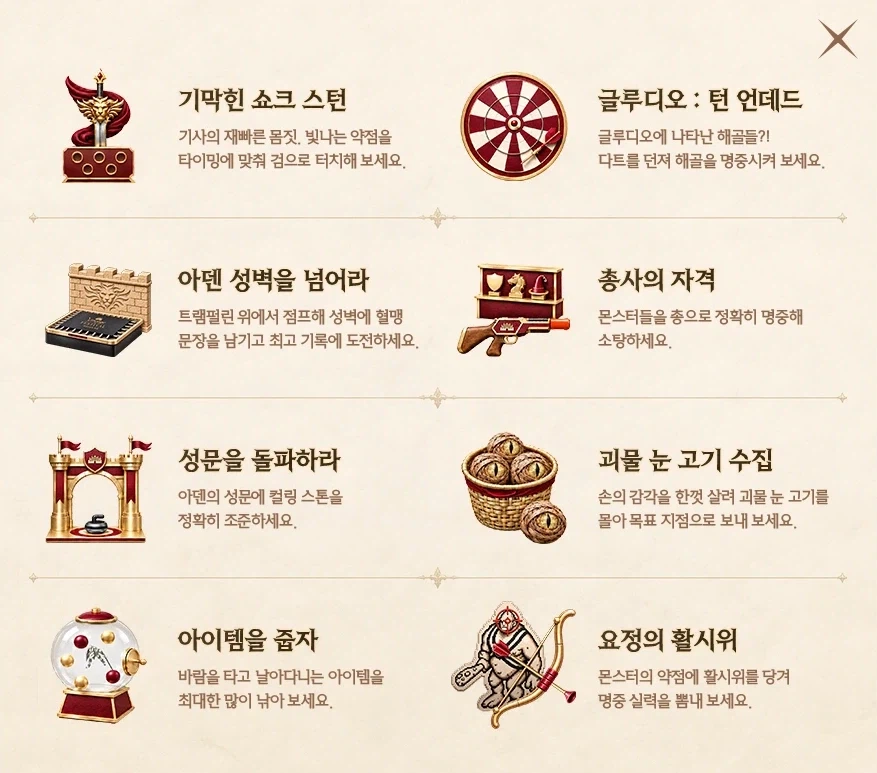 기막힌 쇼크 스턴
기사의 재빠른 몸짓, 빛나는 약점을
타이밍에 맞춰 검으로 터치해 보세요.
글루디오 : 턴 언데드
글루디오에 나타난 해골들?!
다트를 던져 해골을 명중시켜 보세요.
아덴 성벽을 넘어라
트램펄린 위에서 점프해 성벽에 혈맹
문장을 남기고 최고 기록에 도전하세요.
총사의 자격
몬스터들을 총으로 정확히 명중해
소탕하세요.
성문을 돌파하라
아덴의 성문에 컬링 스톤을
정확히 조준하세요.
괴물 눈 고기 수집
손의 감각을 한껏 살려 괴물 눈 고기를
몰아 목표 지점으로 보내 보세요.
아이템을 줍자
바람을 타고 날아다니는 아이템을
최대한 많이 낚아 보세요.
요정의 활시위
몬스터의 약점에 활시위를 당겨
명중 실력을 뽐내 보세요.